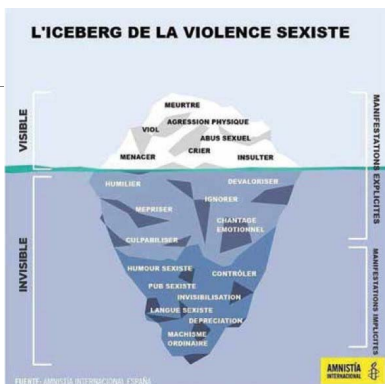 L'ICEBERG DE LA VIOLENCE SEXISTE
VISIBLE
MEURTRE
AGRESSION PHYSIQUE
VIOL
ABUS SEXUEL
CRIER
MENACER
INSULTER
MANIFESTATIONS EXPLICITES
INVISIBLE
HUMILIER
DEVALORISER
IGNORER
MEPRISER
CHANTAGE
EMOTIONNEL
CULPABILISER
HUMOUR SEXISTE
CONTRÔLER
PUB SEXISTE
INVISIBILISATION
LANGUE SEXISTE
DEPRECIATION
MACHISME
ORDINAIRE
MANIFESTATIONS IMPLICITES
FUENTE: AMNISTÍA INTERNACIONAL ESPAÑA
AMNISTÍA
INTERNACIONAL